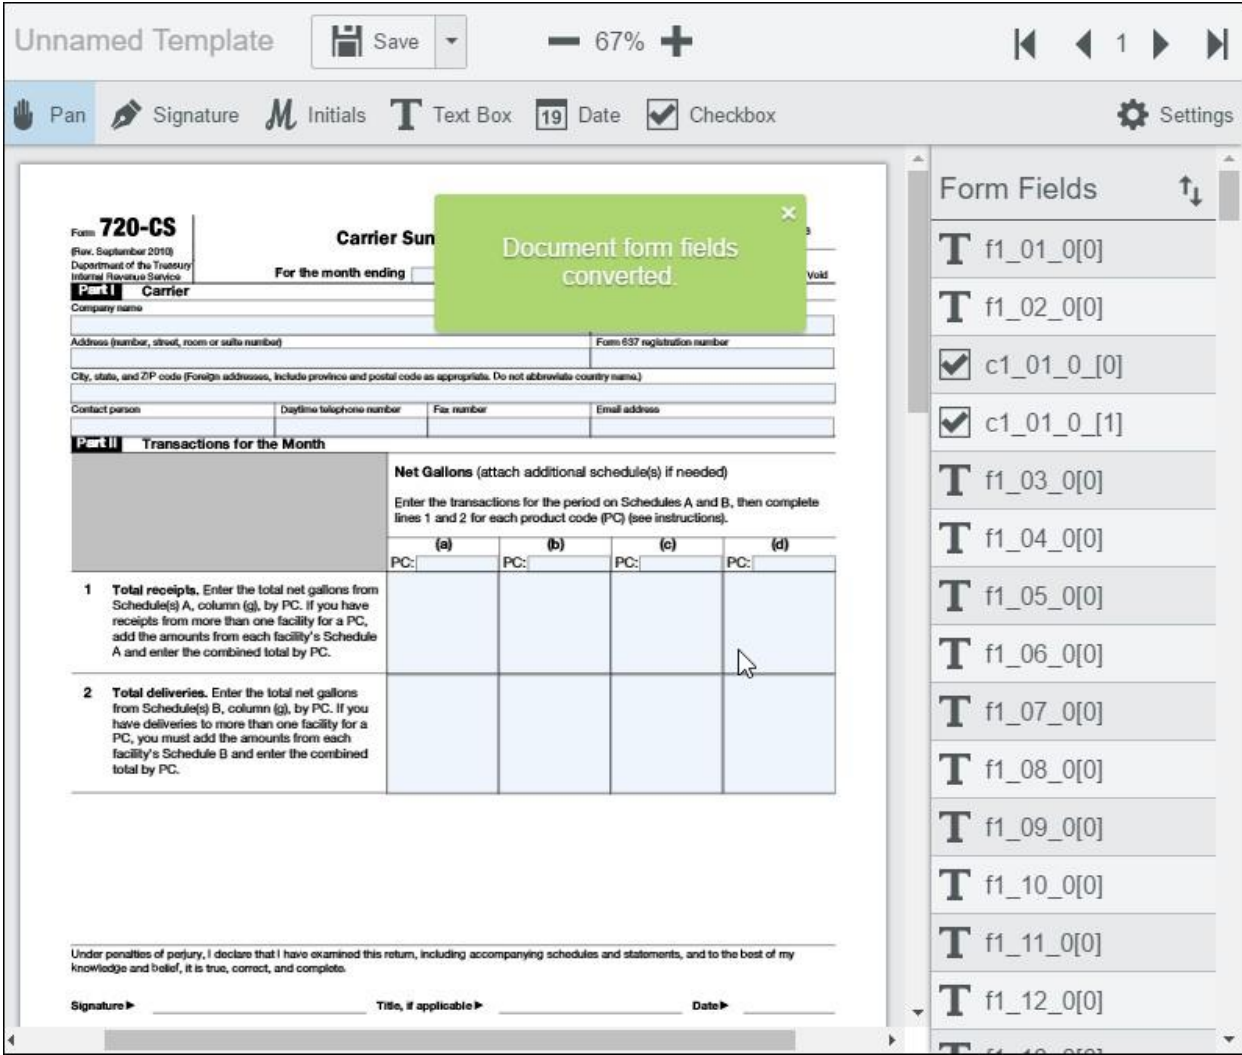 Unnamed Template Save 67% 1
Pan Signature Initials Text Box 19 Date Checkbox Settings
Form 720-CS
(Rev. September 2010)
Department of the Treasury
Internal Revenue Service
Carrier Sum
For the month ending
Void
Document form fields
converted.
Part I Carrier
Company name
Address (number, street, room or suite number) Form 637 registration number
City, state, and ZIP code (Foreign addresses, include province and postal code as appropriate. Do not abbreviate country name.)
Contact person Daytime telephone number Fax number Email address
Part II Transactions for the Month
Net Gallons (attach additional schedule(s) if needed)
Enter the transactions for the period on Schedules A and B, then complete
lines 1 and 2 for each product code (PC) (see instructions).
(a) (b) (c) (d)
PC: PC: PC: PC:
1 Total receipts. Enter the total net gallons from
Schedule(s) A, column (g), by PC. If you have
receipts from more than one facility for a PC,
add the amounts from each facility's Schedule
A and enter the combined total by PC.
2 Total deliveries. Enter the total net gallons
from Schedule(s) B, column (g), by PC. If you
have deliveries to more than one facility for a
PC, you must add the amounts from each
facility's Schedule B and enter the combined
total by PC.
Under penalties of perjury, I declare that I have examined this return, including accompanying schedules and statements, and to the best of my
knowledge and belief, it is true, correct, and complete.
Signature Title, if applicable Date
Form Fields
f1_01_0[0]
f1_02_0[0]
c1_01_0_[0]
c1_01_0_[1]
f1_03_0[0]
f1_04_0[0]
f1_05_0[0]
f1_06_0[0]
f1_07_0[0]
f1_08_0[0]
f1_09_0[0]
f1_10_0[0]
f1_11_0[0]
f1_12_0[0]